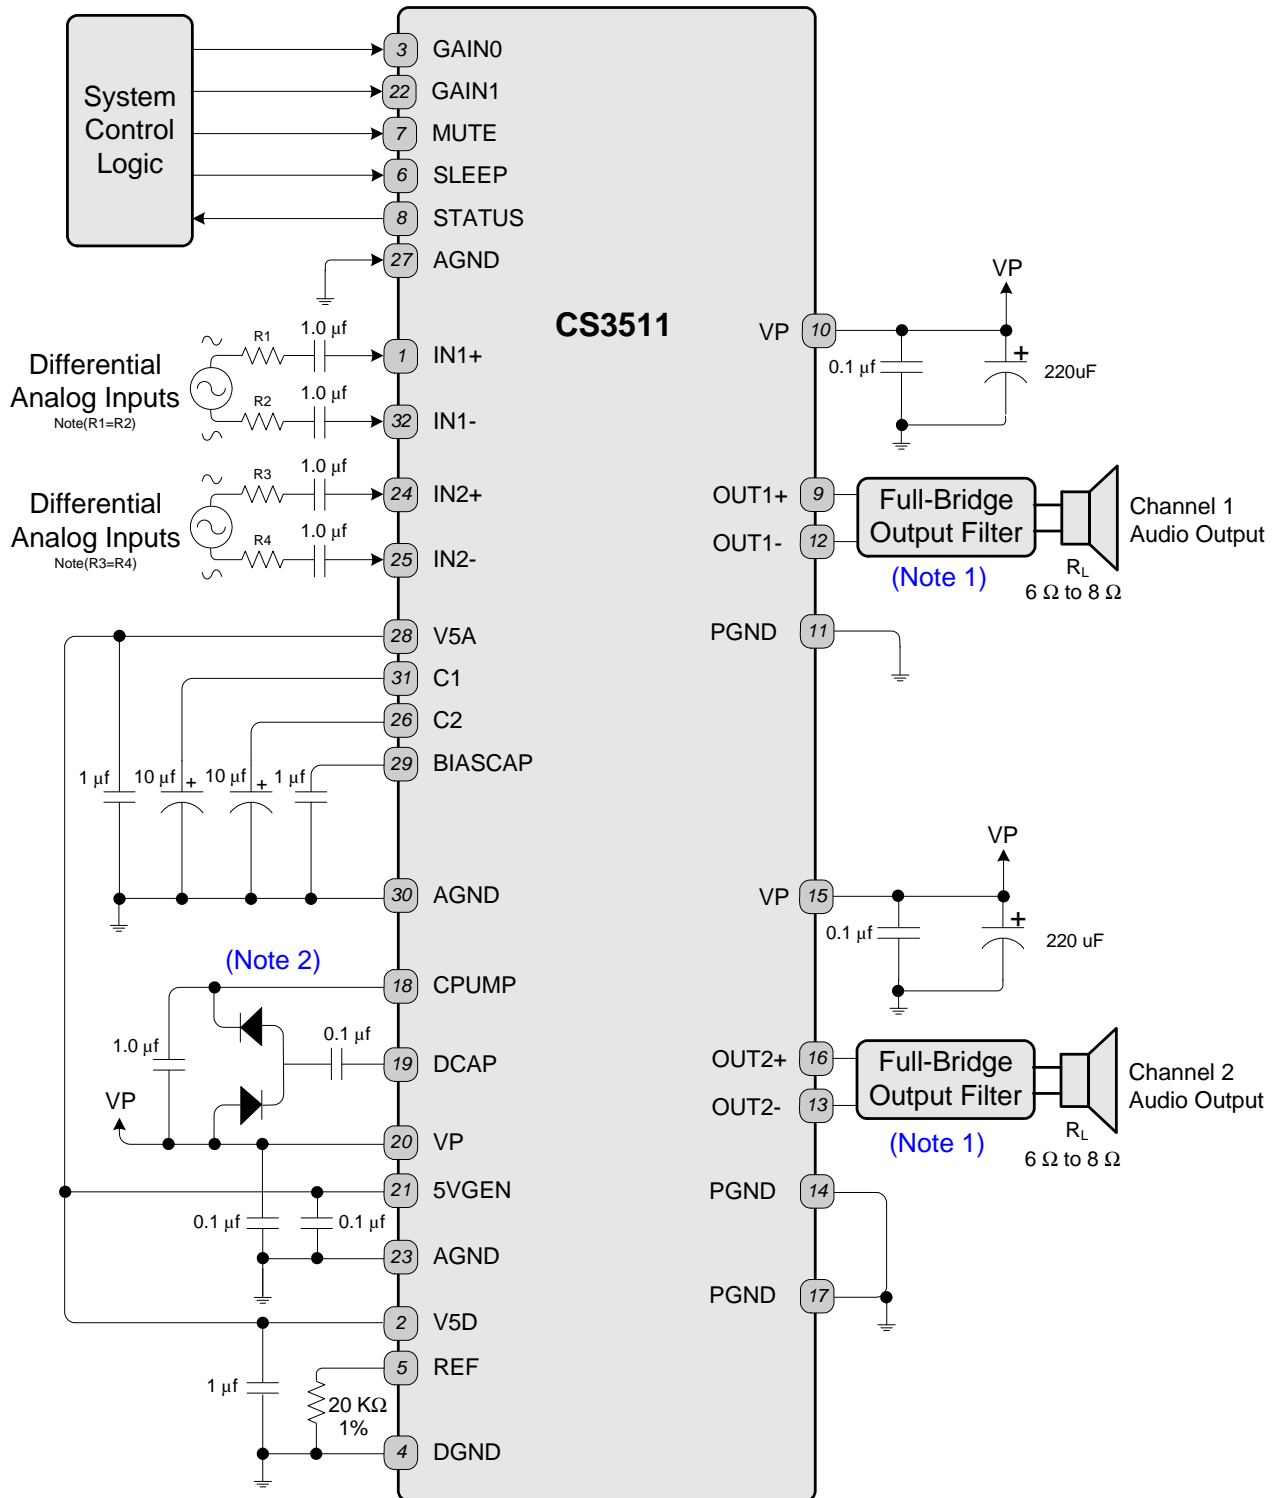 System
Control
Logic
3 GAIN0
22 GAIN1
7 MUTE
6 SLEEP
8 STATUS
27 AGND
CS3511
Differential
Analog Inputs
Note(R1=R2)
R1
1.0 µf
1 IN1+
R2
1.0 µf
32 IN1-
Differential
Analog Inputs
Note(R3=R4)
R3
1.0 µf
24 IN2+
R4
1.0 µf
25 IN2-
28 V5A
31 C1
26 C2
29 BIASCAP
1 µf
10 µf +
10 µf +
1 µf
30 AGND
(Note 2)
18 CPUMP
1.0 µf
0.1 µf
19 DCAP
VP
20 VP
21 5VGEN
0.1 µf
0.1 µf
23 AGND
2 V5D
5 REF
1 µf
20 KΩ
1%
4 DGND
VP
VP 10
0.1 µf
+
220uF
OUT1+ 9
OUT1- 12
Full-Bridge
Output Filter
(Note 1)
Channel 1
Audio Output
RL
6 Ω to 8 Ω
PGND 11
VP
VP 15
0.1 µf
+
220 uF
OUT2+ 16
OUT2- 13
Full-Bridge
Output Filter
(Note 1)
Channel 2
Audio Output
RL
6 Ω to 8 Ω
PGND 14
PGND 17